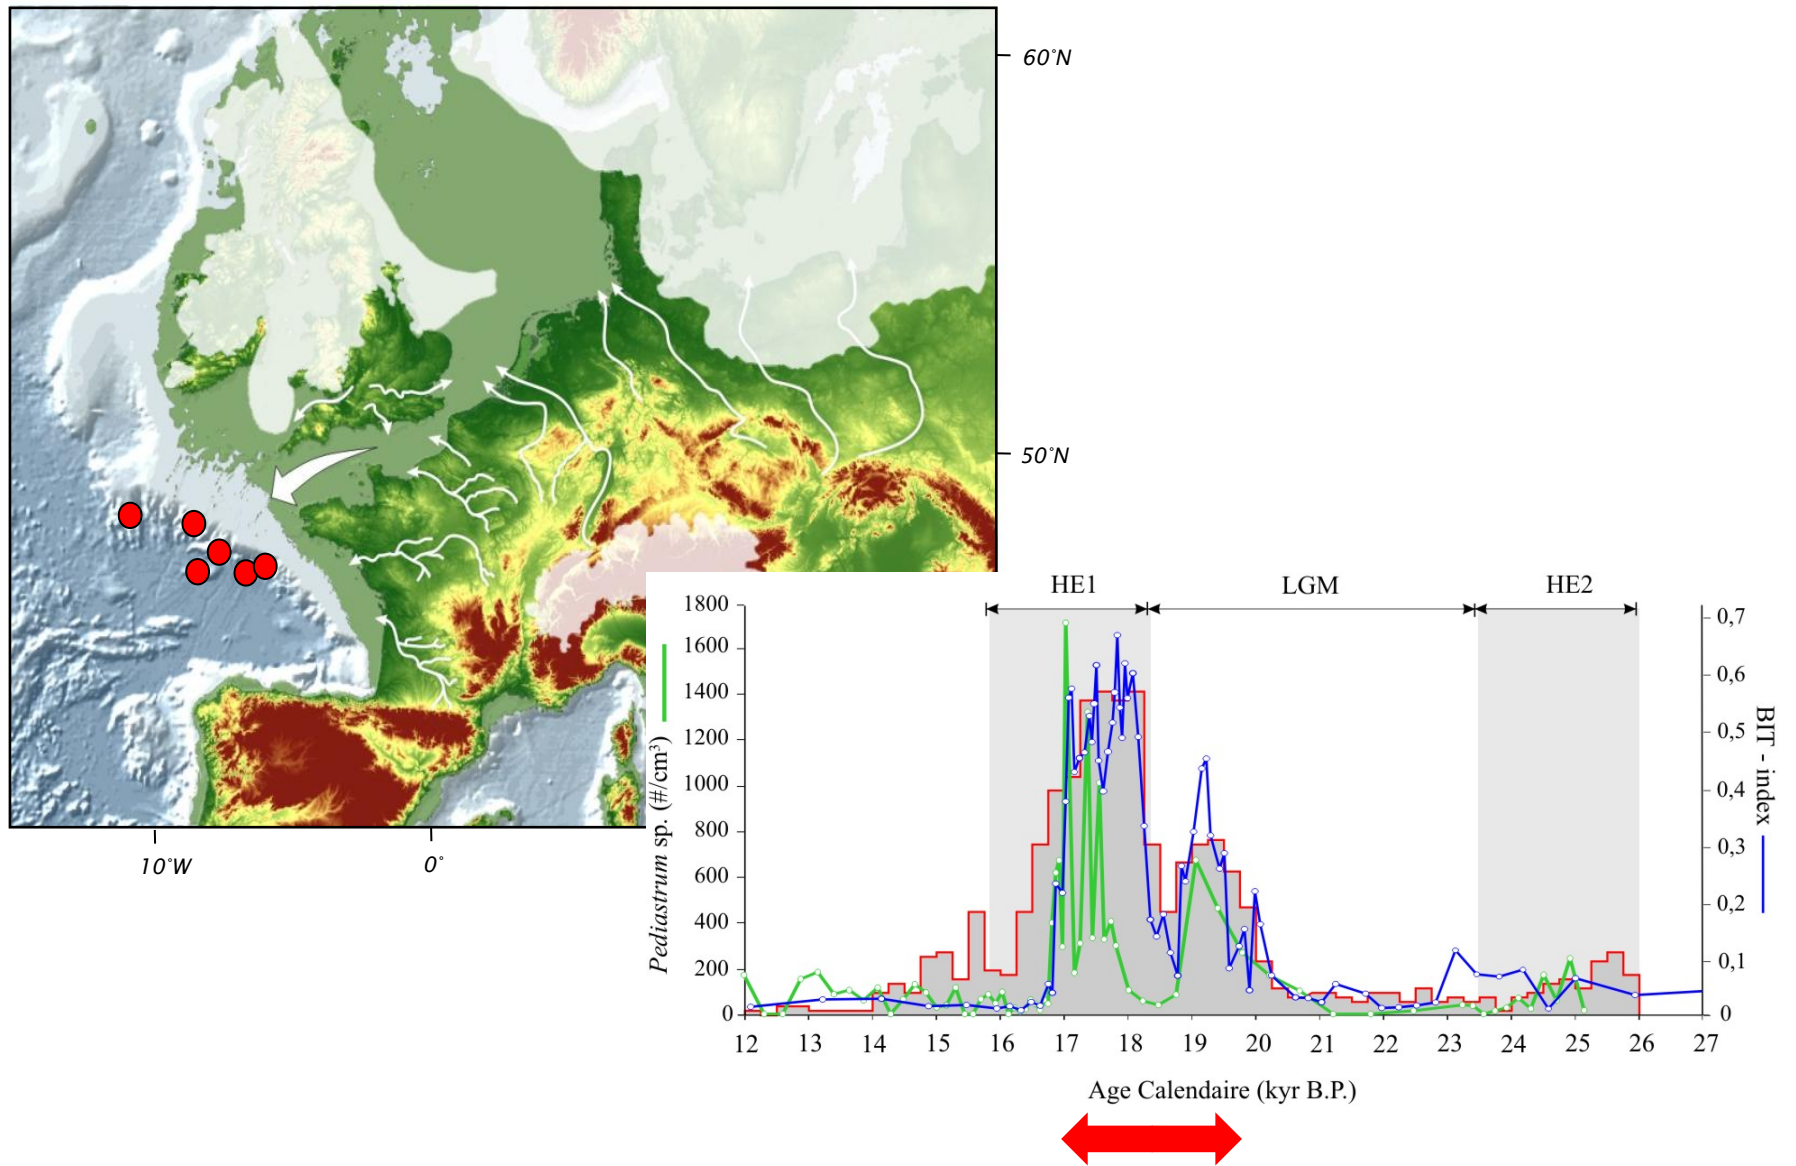 60°N
50°N
10°W
0°
HE1
LGM
HE2
1800
1600
1400
1200
1000
800
600
400
200
0
Pediastrum sp. (#/cm³)
0,7
0,6
0,5
0,4
0,3
0,2
0,1
0
BIT - index
12 13 14 15 16 17 18 19 20 21 22 23 24 25 26 27
Age Calendaire (kyr B.P.)